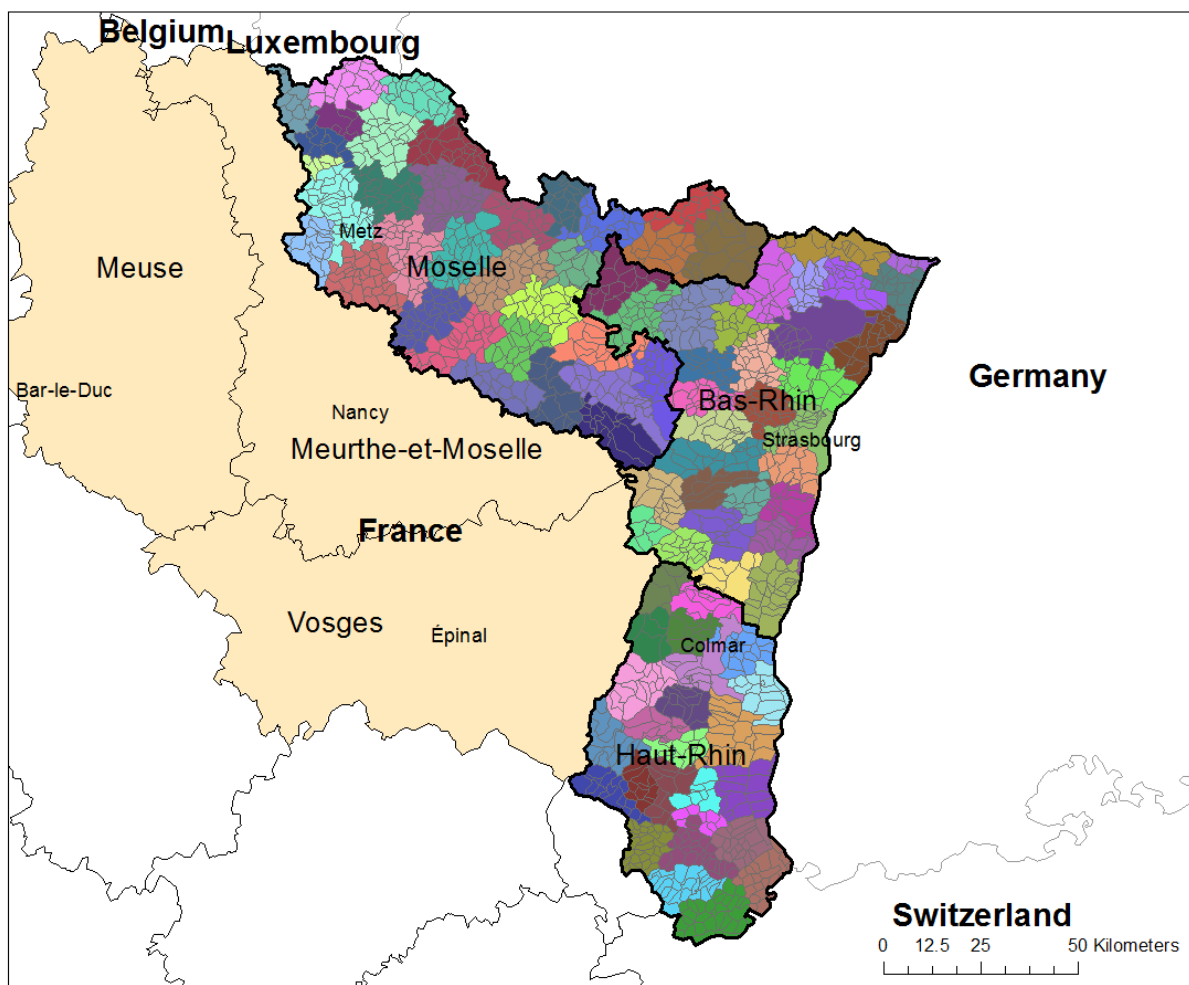 Belgium
Luxembourg
Metz
Meuse
Moselle
Germany
Bar-le-Duc
Nancy
Bas-Rhin
Strasbourg
Meurthe-et-Moselle
France
Vosges
Épinal
Colmar
Haut-Rhin
Switzerland
0 12.5 25 50 Kilometers